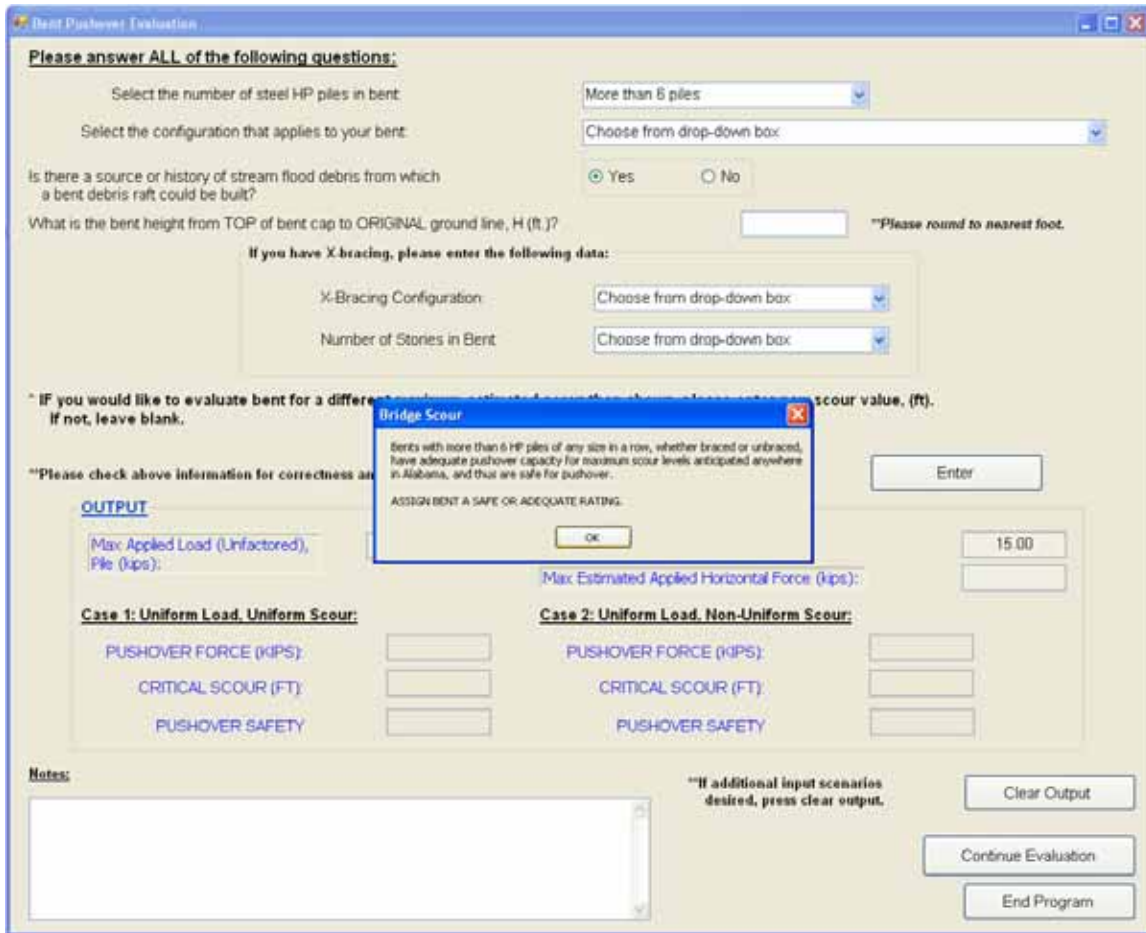 Bent Pushover Evaluation
Please answer ALL of the following questions:
Select the number of steel HP piles in bent:
More than 6 piles
Select the configuration that applies to your bent:
Choose from drop-down box
Is there a source or history of stream flood debris from which
a bent debris raft could be built?
Yes
No
What is the bent height from TOP of bent cap to ORIGINAL ground line, H (ft.)?
**Please round to nearest foot.
If you have X-bracing, please enter the following data:
X-Bracing Configuration
Choose from drop-down box
Number of Stories in Bent
Choose from drop-down box
* IF you would like to evaluate bent for a different
scour value, (ft).
If not, leave blank.
Bridge Scour
Bents with more than 6 HP piles of any size in a row, whether braced or unbraced,
have adequate pushover capacity for maximum scour levels anticipated anywhere
in Alabama, and thus are safe for pushover.
ASSIGN BENT A SAFE OR ADEQUATE RATING.
OK
**Please check above information for correctness an
Enter
OUTPUT
Max Applied Load (Unfactored),
Pile (kips):
15.00
Max Estimated Applied Horizontal Force (kips):
Case 1: Uniform Load, Uniform Scour:
Case 2: Uniform Load, Non-Uniform Scour:
PUSHOVER FORCE (KIPS):
PUSHOVER FORCE (KIPS):
CRITICAL SCOUR (FT):
CRITICAL SCOUR (FT):
PUSHOVER SAFETY
PUSHOVER SAFETY
Notes:
**If additional input scenarios
desired, press clear output.
Clear Output
Continue Evaluation
End Program